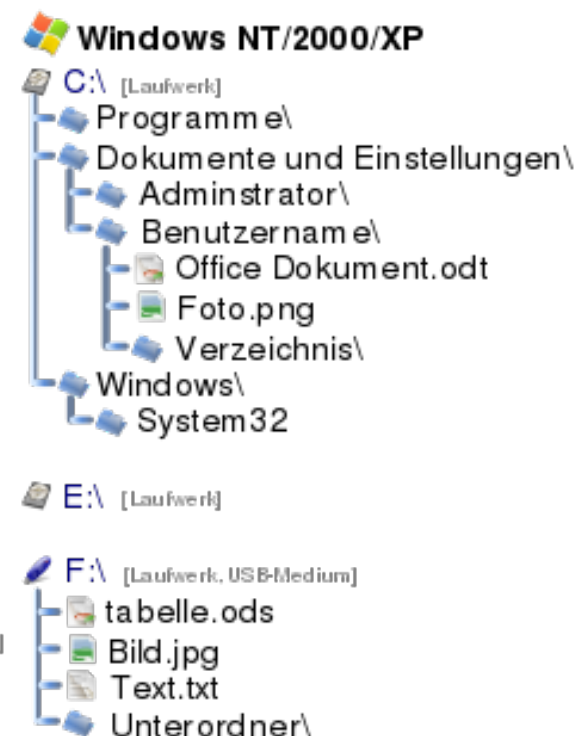 Windows NT/2000/XP
C:\ [Laufwerk]
Programme\
Dokumente und Einstellungen\
Adminstrator\
Benutzername\
Office Dokument.odt
Foto.png
Verzeichnis\
Windows\
System32
E:\ [Laufwerk]
F:\ [Laufwerk, USB-Medium]
tabelle.ods
Bild.jpg
Text.txt
Unterordner\